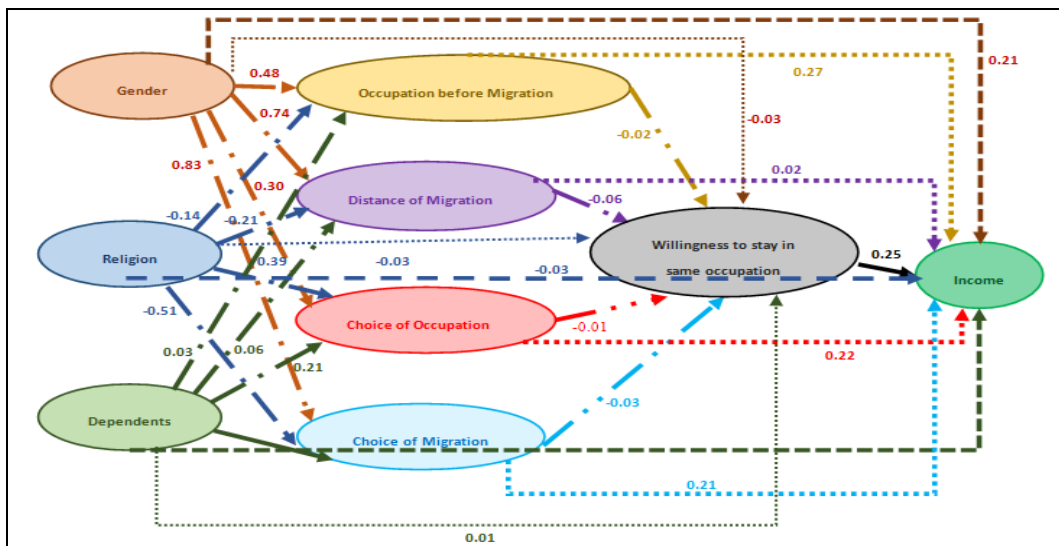 0.21
0.27
0.48
Gender
Occupation before Migration
0.74
-0.03
-0.02
0.83
0.02
0.30
-0.06
Distance of Migration
-0.14
-0.21
Willingness to stay in
same occupation
0.25
Religion
0.39
-0.03
-0.03
Income
-0.51
Choice of Occupation
-0.01
0.03
0.06
0.22
0.21
-0.03
Dependents
Choice of Migration
0.21
0.01